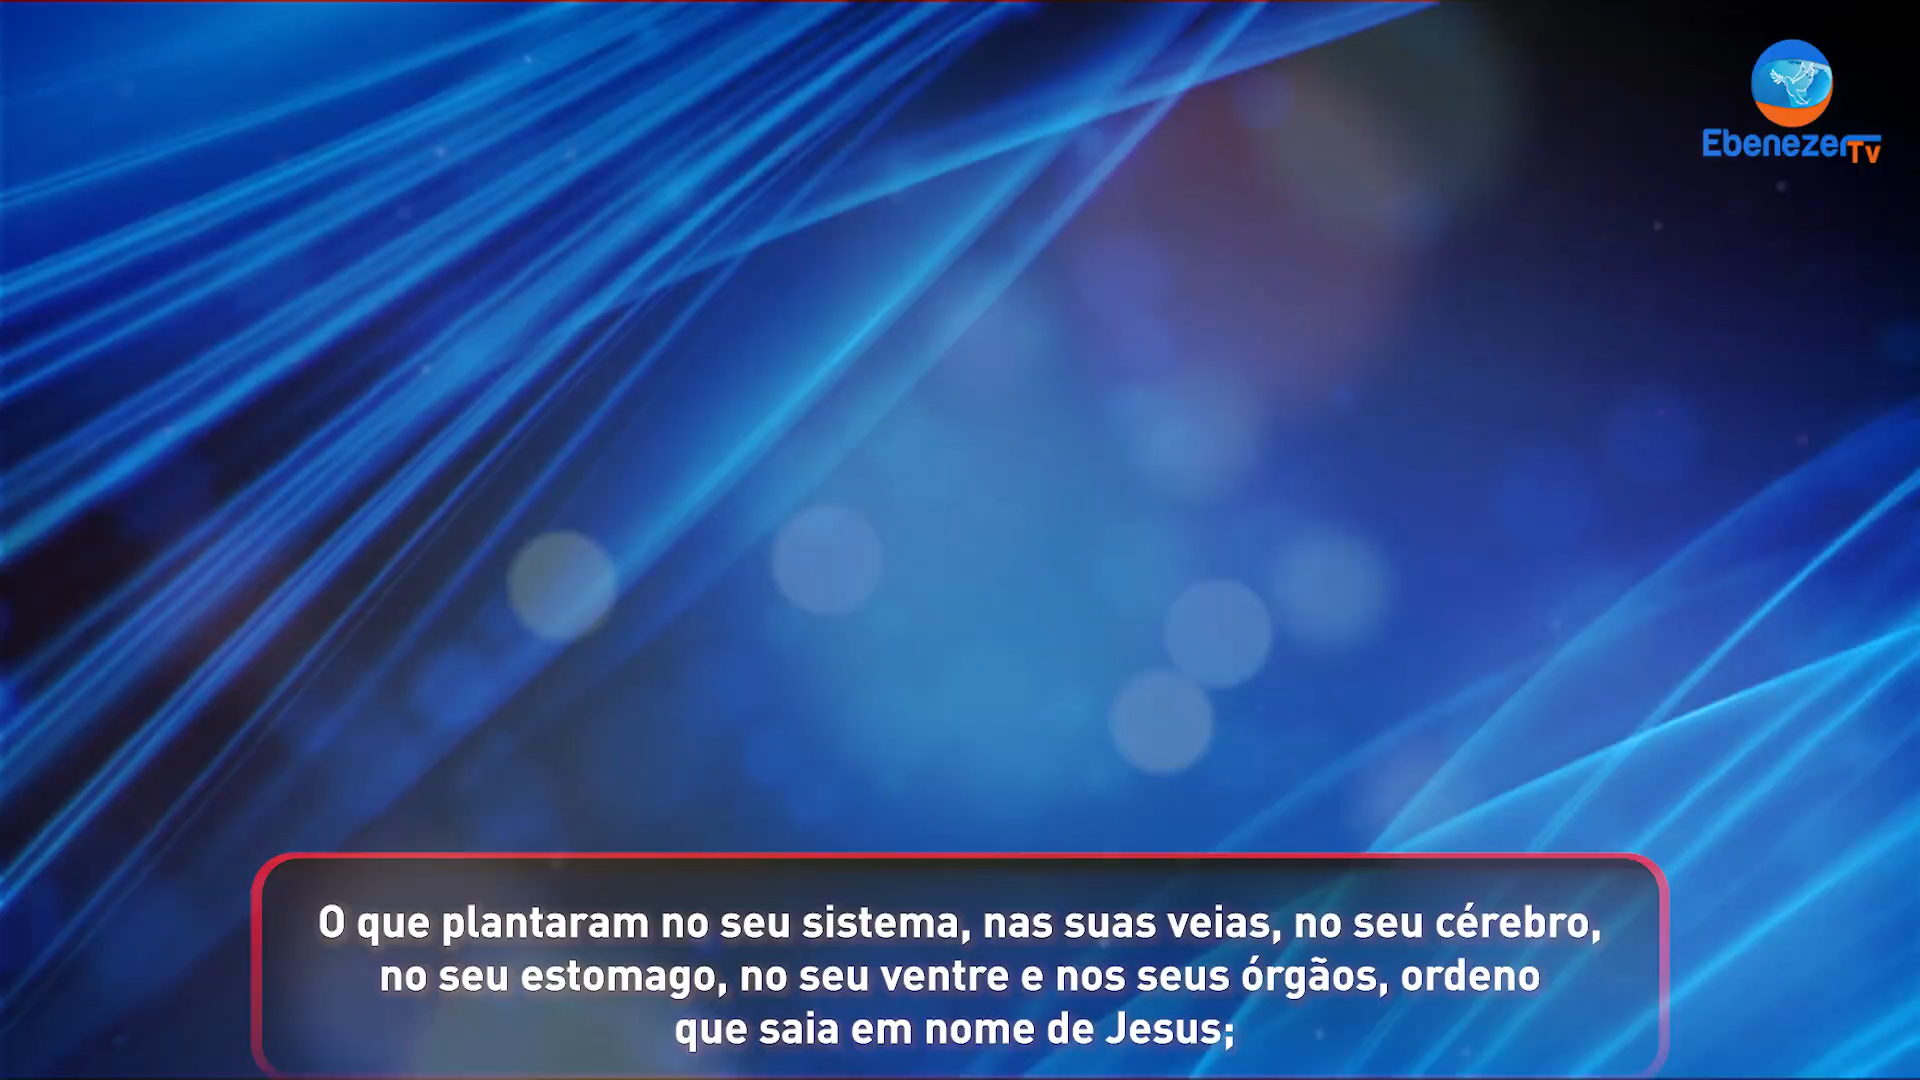 EbenezerTv
O que plantaram no seu sistema, nas suas veias, no seu cérebro,
no seu estomago, no seu ventre e nos seus órgãos, ordeno
que saia em nome de Jesus;